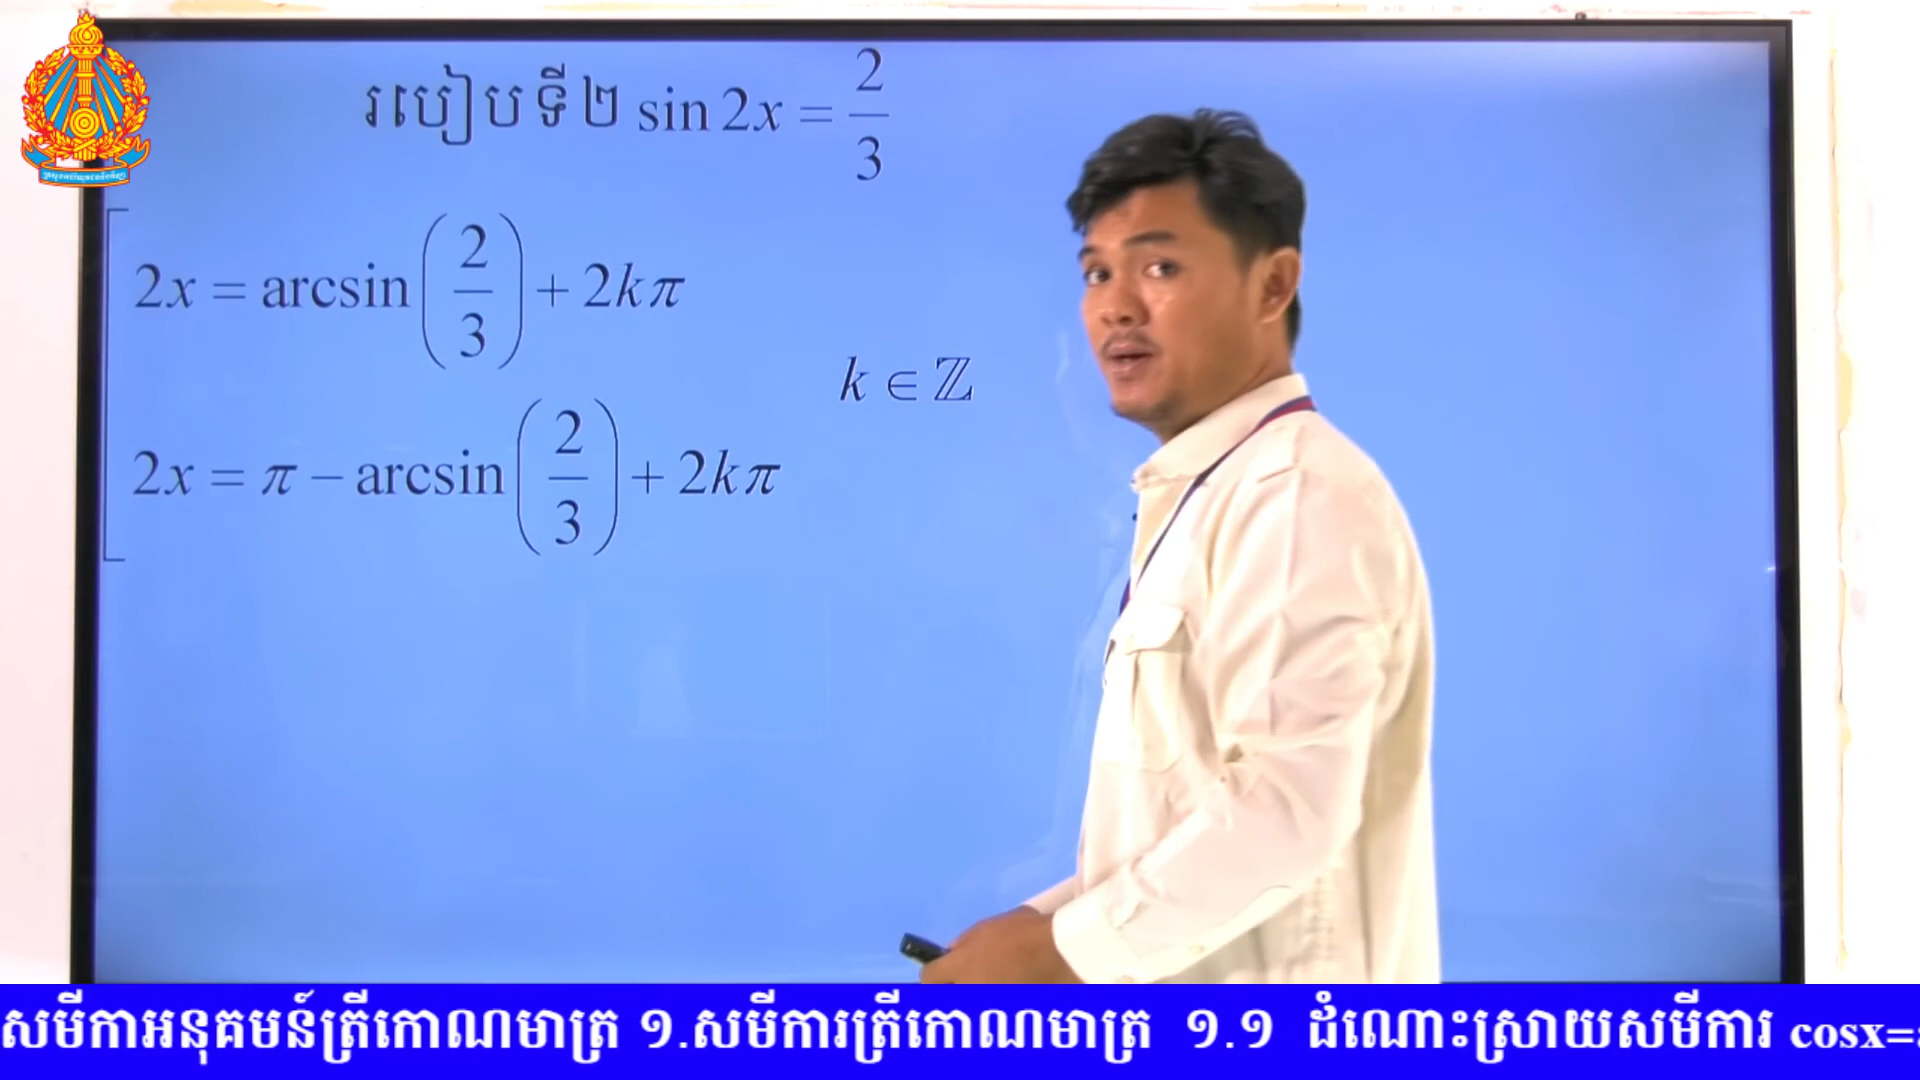 របៀបទី២ sin 2x = 2/3
2x = arcsin(2/3) + 2kπ
k ∈ ℤ
2x = π − arcsin(2/3) + 2kπ
សមីកាអនុគមន៍ត្រីកោណមាត្រ ១.សមីការត្រីកោណមាត្រ ១.១ ដំណោះស្រាយសមីការ cosx=